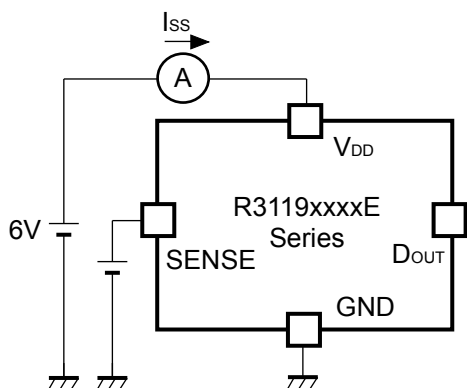 ISS
A
VDD
R3119xxxxE
Series
6V
SENSE
DOUT
GND